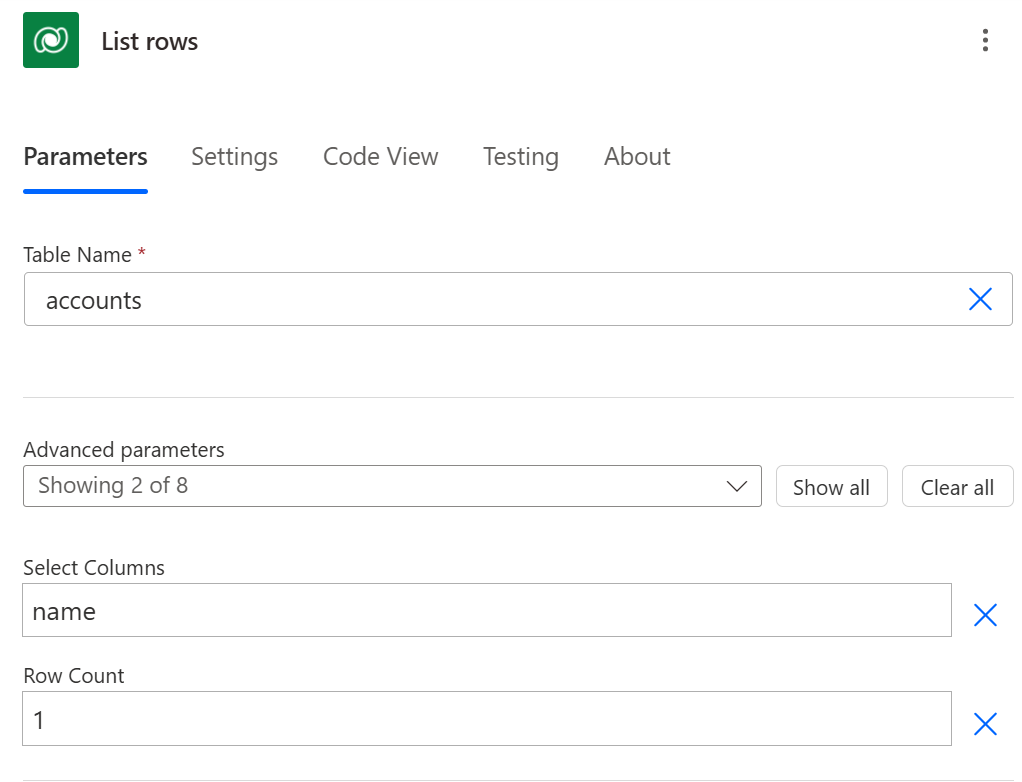 List rows
Parameters Settings Code View Testing About
Table Name *
accounts
Advanced parameters
Showing 2 of 8 Show all Clear all
Select Columns
name
Row Count
1